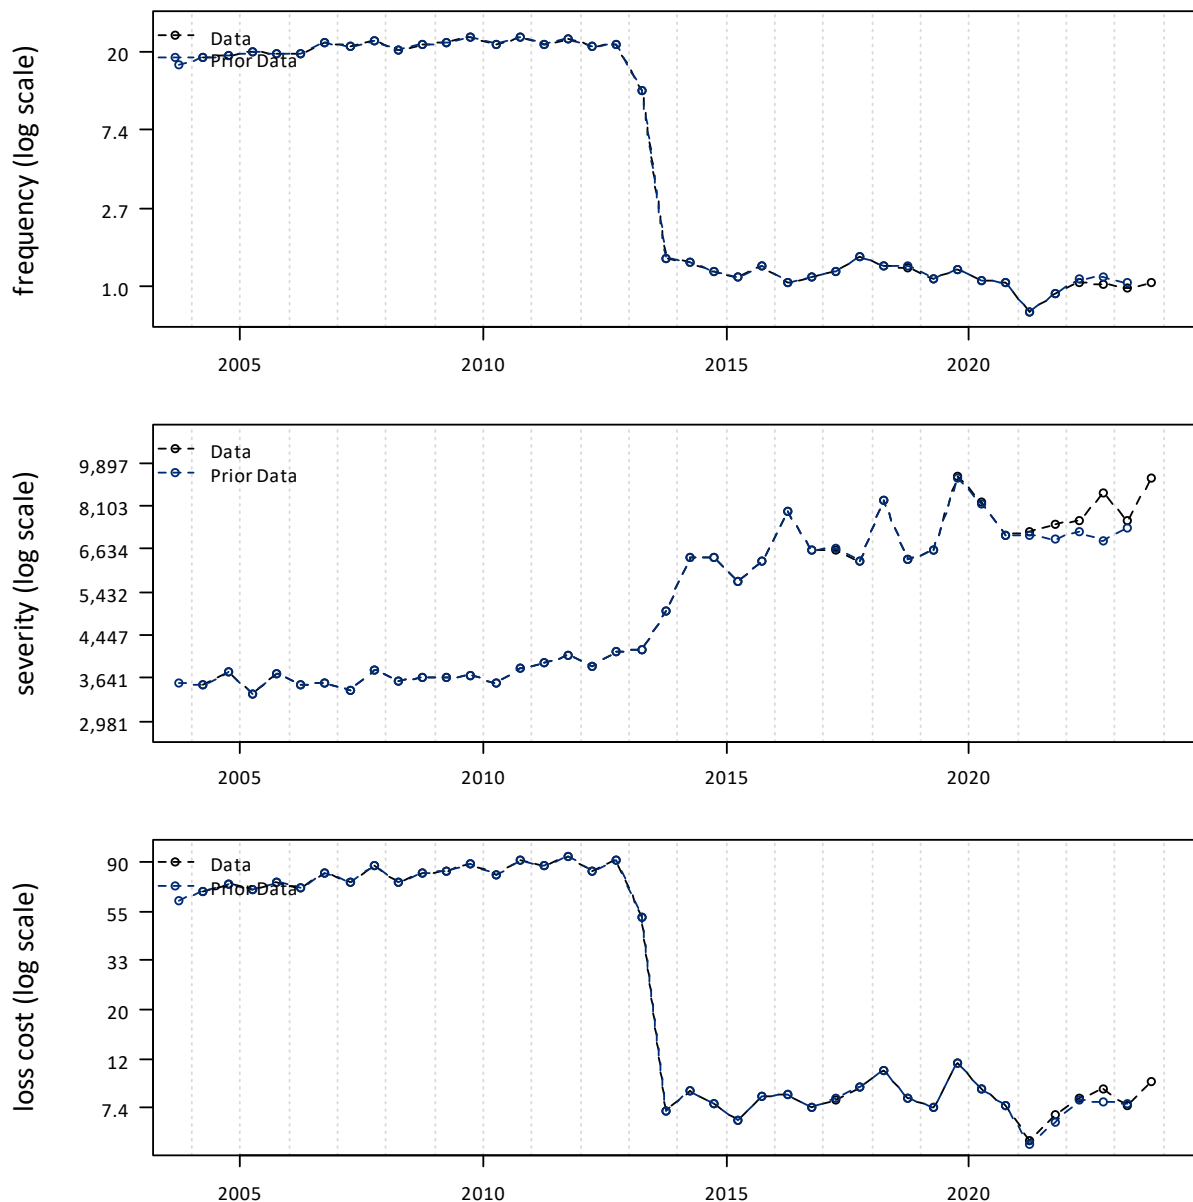 frequency (log scale)
Data
Prior Data
20
7.4
2.7
1.0
2005 2010 2015 2020
severity (log scale)
Data
Prior Data
9,897
8,103
6,634
5,432
4,447
3,641
2,981
2005 2010 2015 2020
loss cost (log scale)
Data
Prior Data
90
55
33
20
12
7.4
2005 2010 2015 2020